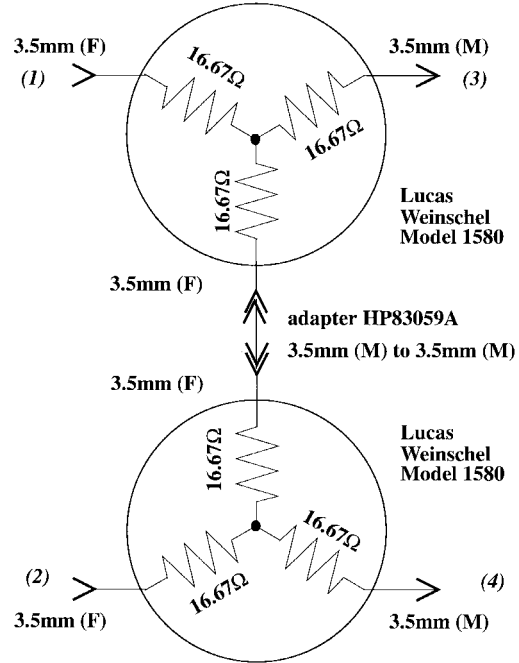 3.5mm (F)
(1)
16.67Ω
3.5mm (M)
(3)
16.67Ω
16.67Ω
Lucas
Weinschel
Model 1580
3.5mm (F)
adapter HP83059A
3.5mm (M) to 3.5mm (M)
3.5mm (F)
Lucas
Weinschel
Model 1580
16.67Ω
16.67Ω
(2)
16.67Ω
(4)
3.5mm (F)
3.5mm (M)